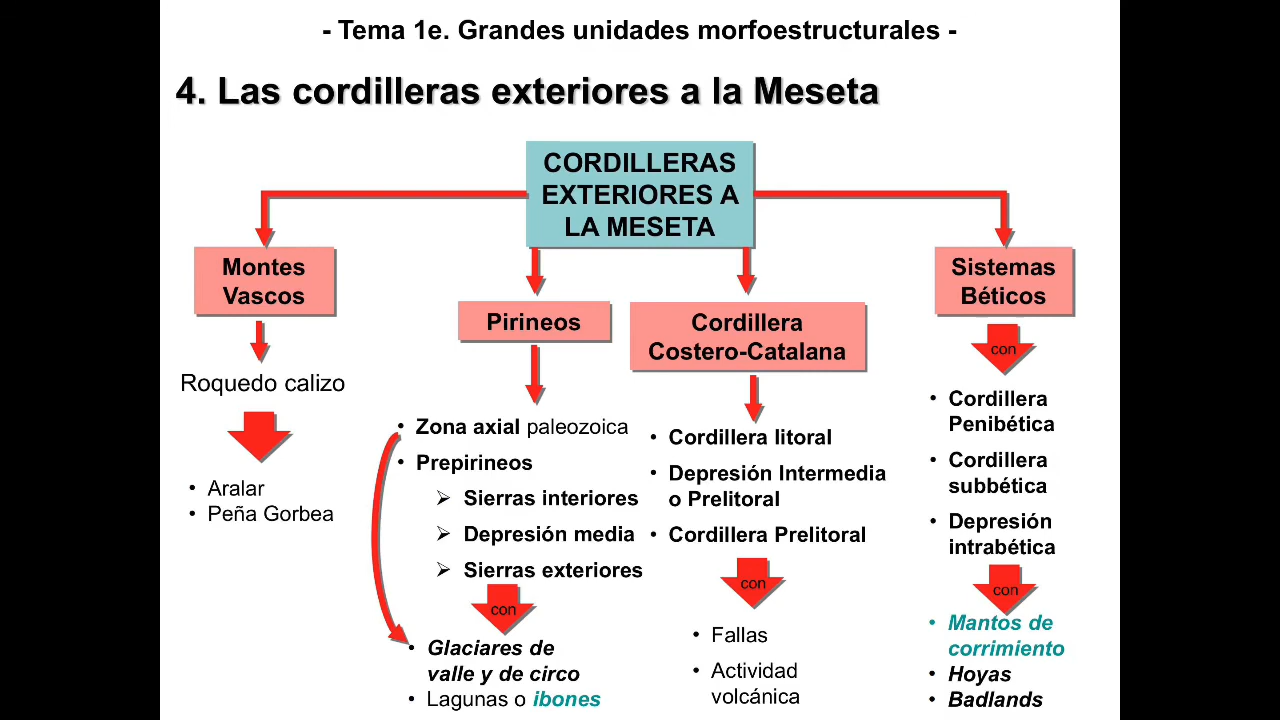 - Tema 1e. Grandes unidades morfoestructurales -
4. Las cordilleras exteriores a la Meseta
CORDILLERAS
EXTERIORES A
LA MESETA
Montes
Vascos
Roquedo calizo
• Aralar
• Peña Gorbea
Pirineos
• Zona axial paleozoica
• Prepirineos
➢ Sierras interiores
➢ Depresión media
➢ Sierras exteriores
con
• Glaciares de
valle y de circo
• Lagunas o ibones
Cordillera
Costero-Catalana
• Cordillera litoral
• Depresión Intermedia
o Prelitoral
• Cordillera Prelitoral
con
• Fallas
• Actividad
volcánica
Sistemas
Béticos
con
• Cordillera
Penibética
• Cordillera
subbética
• Depresión
intrabética
con
• Mantos de
corrimiento
• Hoyas
• Badlands